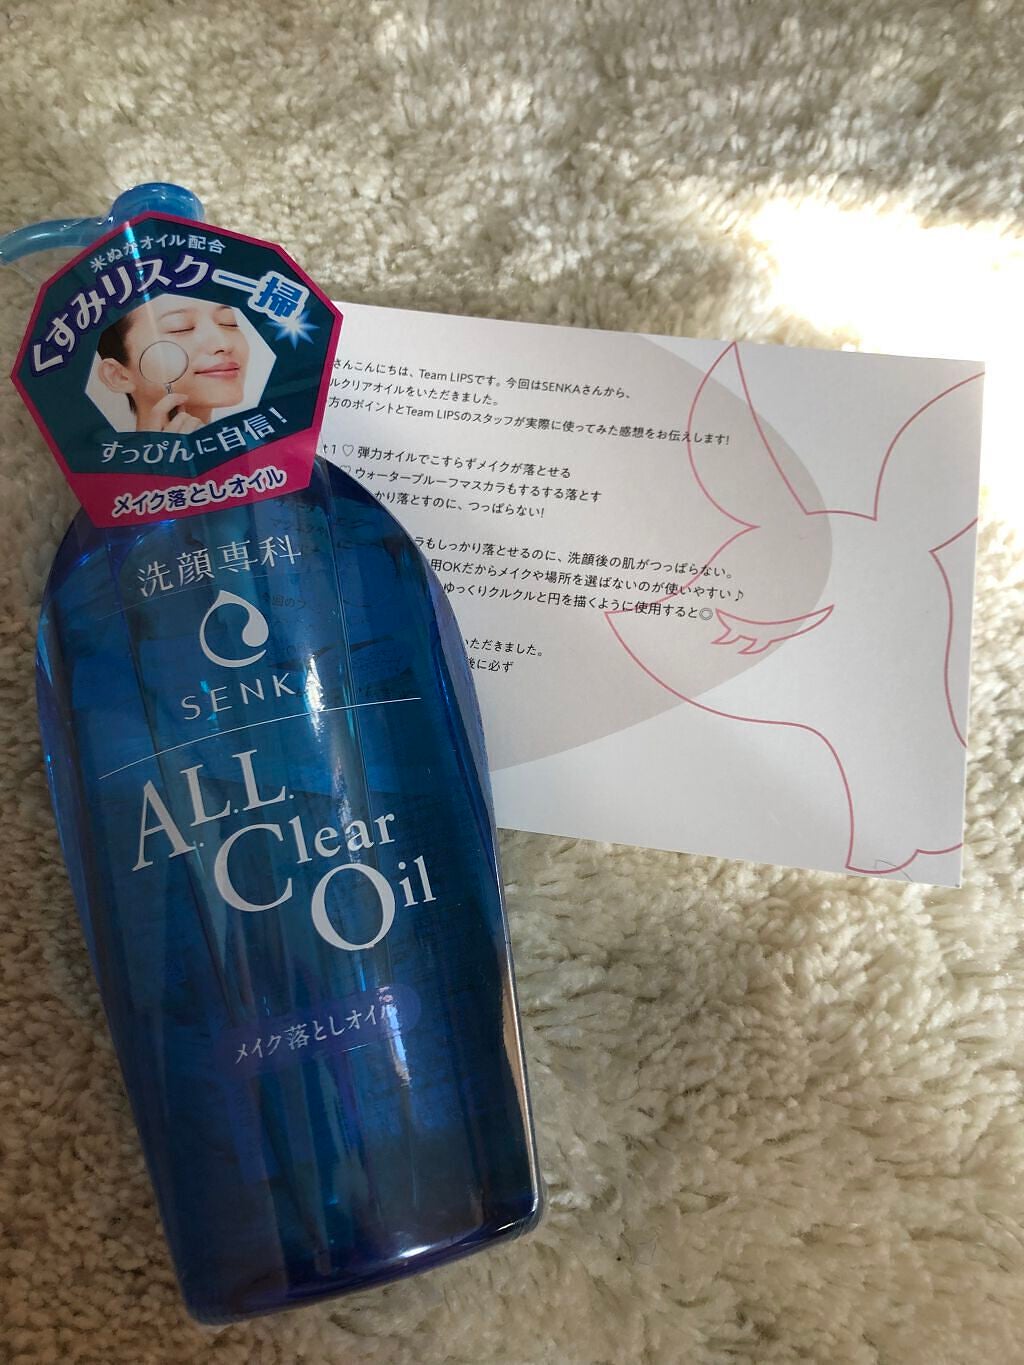 米ぬかオイル配合
くすみリスク一掃
すっぴんに自信!
メイク落としオイル
洗顔専科
SENKA
A.L.L.
Clear
Oil
メイク落としオイル
さんこんにちは、Team LIPSです。今回はSENKAさんから、
ルクリアオイルをいただきました。
方のポイントとTeam LIPSのスタッフが実際に使ってみた感想をお伝えします!
t 1 ♡ 弾力オイルでこすらずメイクが落とせる
♡ ウォータープルーフマスカラもするする落とす
かり落とすのに、つっぱらない!
ラもしっかり落とせるのに、洗顔後の肌がつっぱらない。
用OKだからメイクや場所を選ばないのが使いやすい♪
ゆっくりクルクルと円を描くように使用すると◎
いただきました。
後に必ず